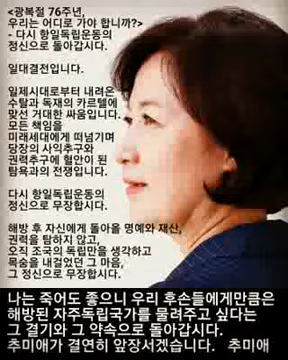 <광복절 76주년,
우리는 어디로 가야 합니까?>
- 다시 항일독립운동의
정신으로 돌아갑시다.
일대결전입니다.
일제시대로부터 내려온
수탈과 독재의 카르텔에
맞선 거대한 싸움입니다.
모든 책임을
미래세대에게 떠넘기며
당장의 사익추구와
권력추구에 혈안이 된
탐욕과의 전쟁입니다.
다시 항일독립운동의
정신으로 무장합시다.
해방 후 자신에게 돌아올 명예와 재산,
권력을 탐하지 않고,
오직 조국의 독립만을 생각하고
목숨을 내걸었던 그 마음,
그 정신으로 무장합시다.
나는 죽어도 좋으니 우리 후손들에게만큼은
해방된 자주독립국가를 물려주고 싶다는
그 결기와 그 약속으로 돌아갑시다.
추미애가 결연히 앞장서겠습니다. 추미애